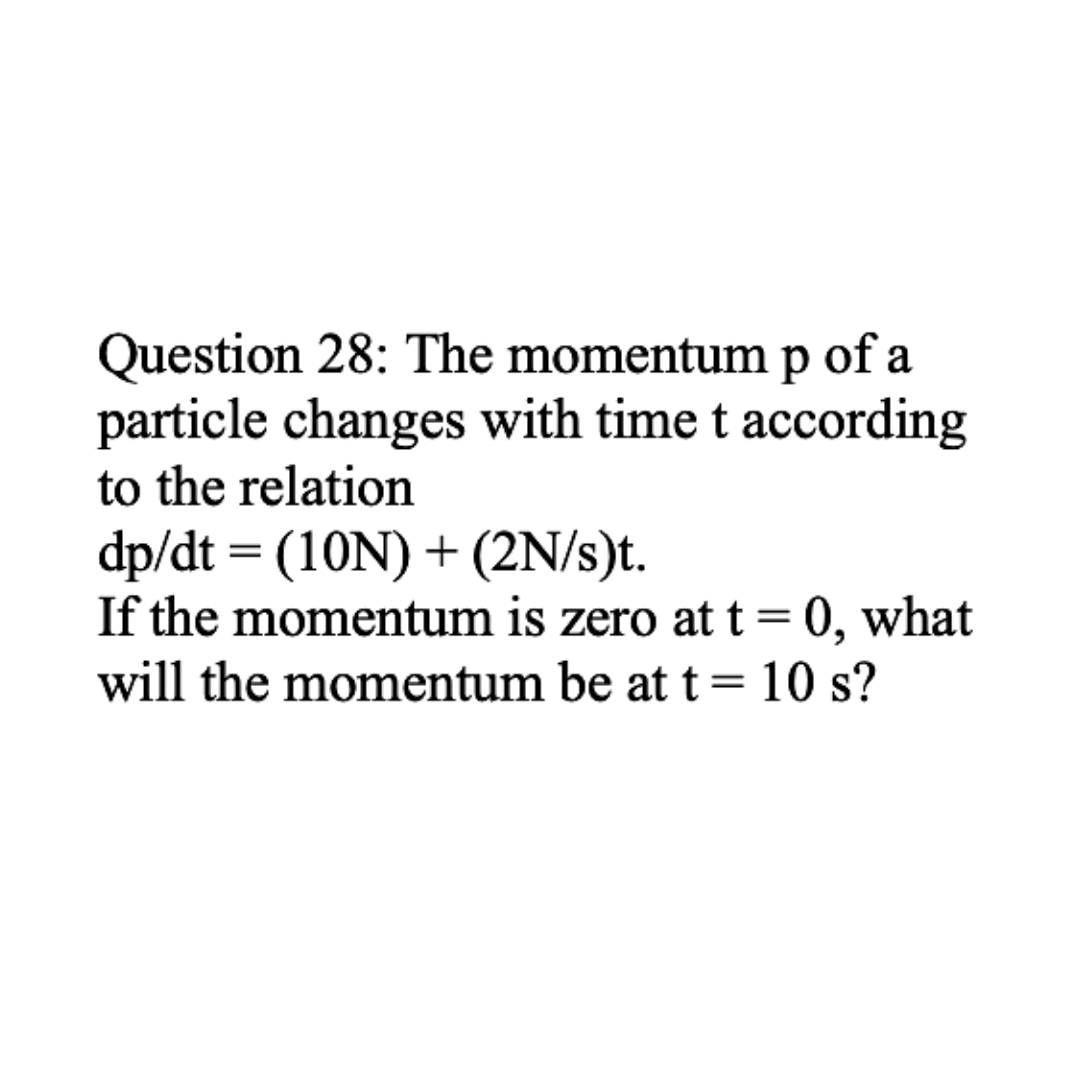 Question 28: The momentum p of a
particle changes with time t according
to the relation
dp/dt = (10N) + (2N/s)t.
If the momentum is zero at t = 0, what
will the momentum be at t = 10 s?